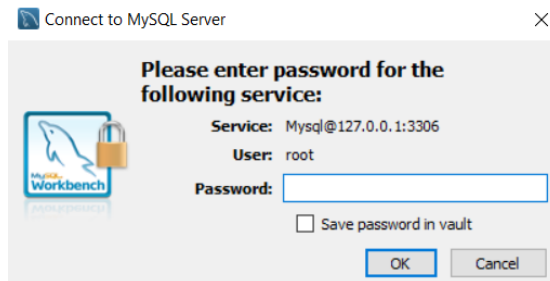 Connect to MySQL Server
Please enter password for the
following service:
Service: Mysql@127.0.0.1:3306
User: root
Password:
MySQL
Workbench
Save password in vault
OK Cancel